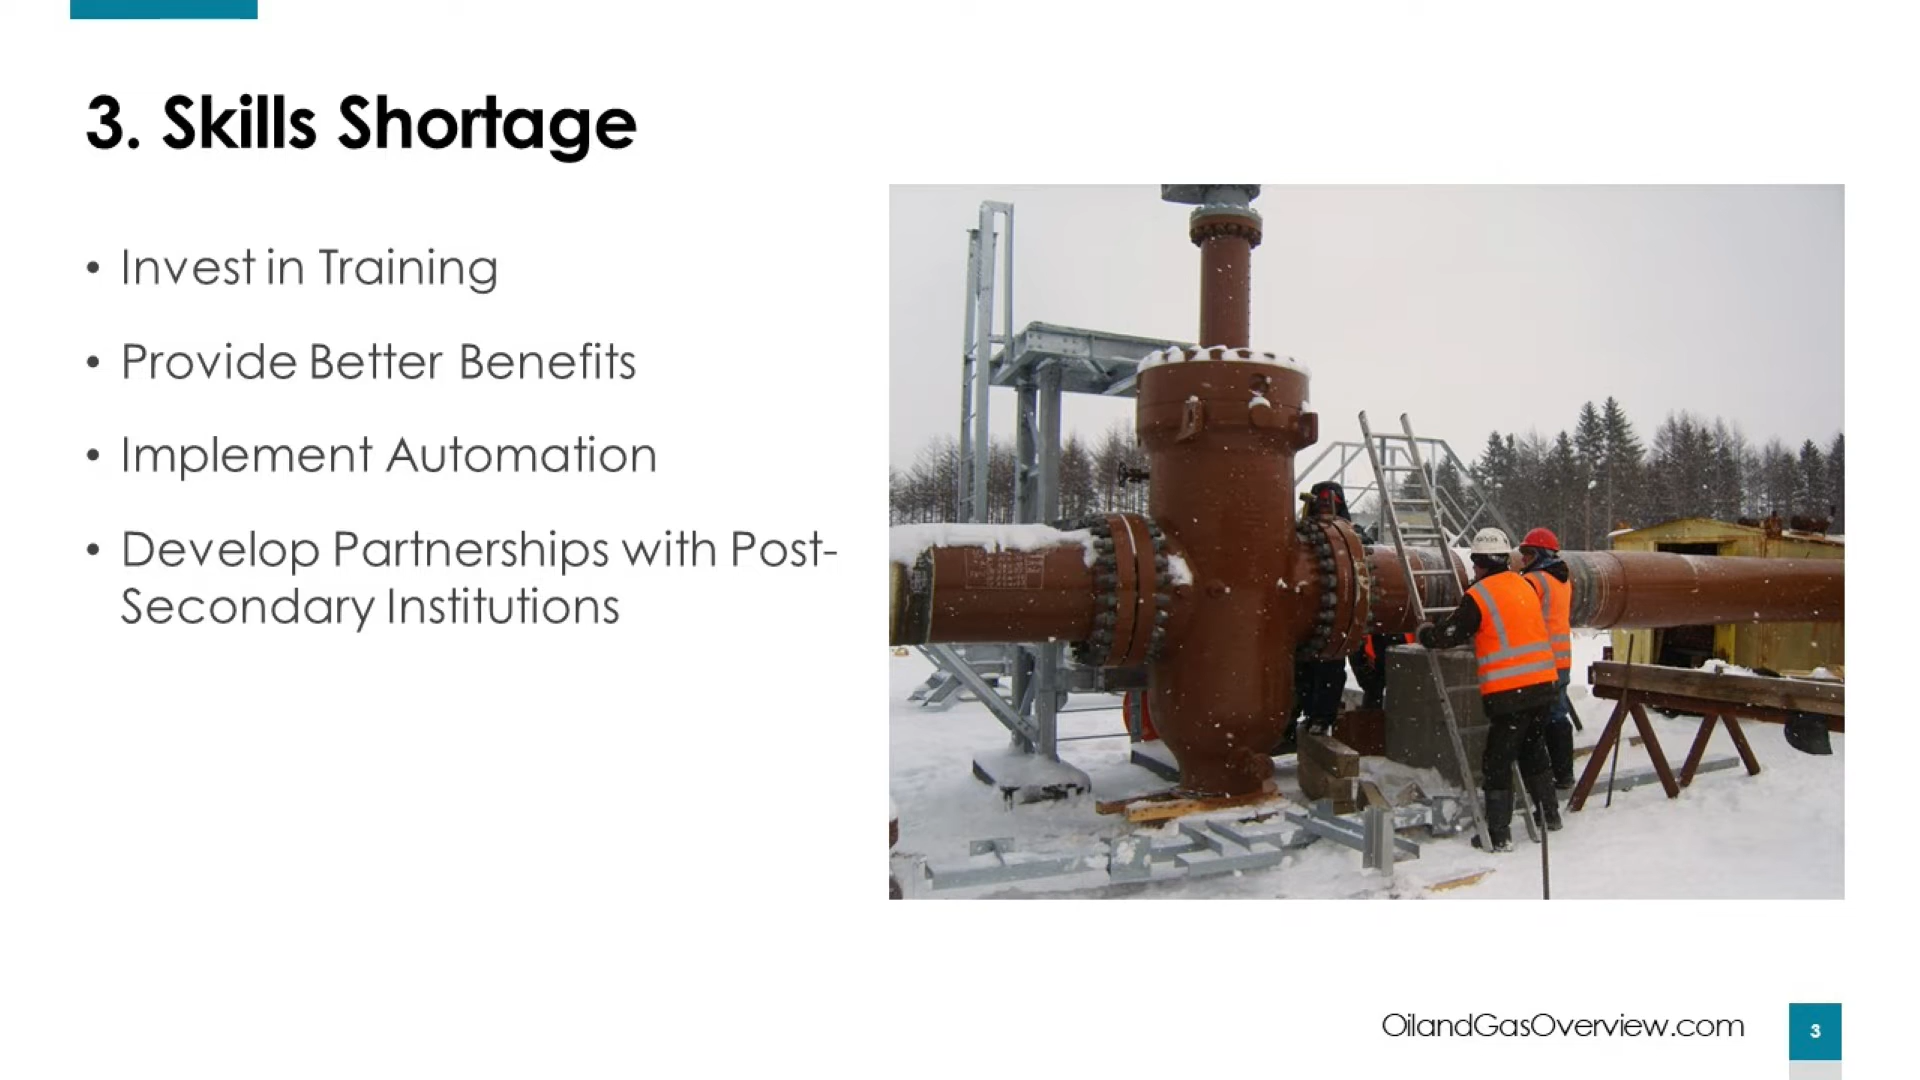 3. Skills Shortage
• Invest in Training
• Provide Better Benefits
• Implement Automation
• Develop Partnerships with Post-
Secondary Institutions
OilandGasOverview.com
3